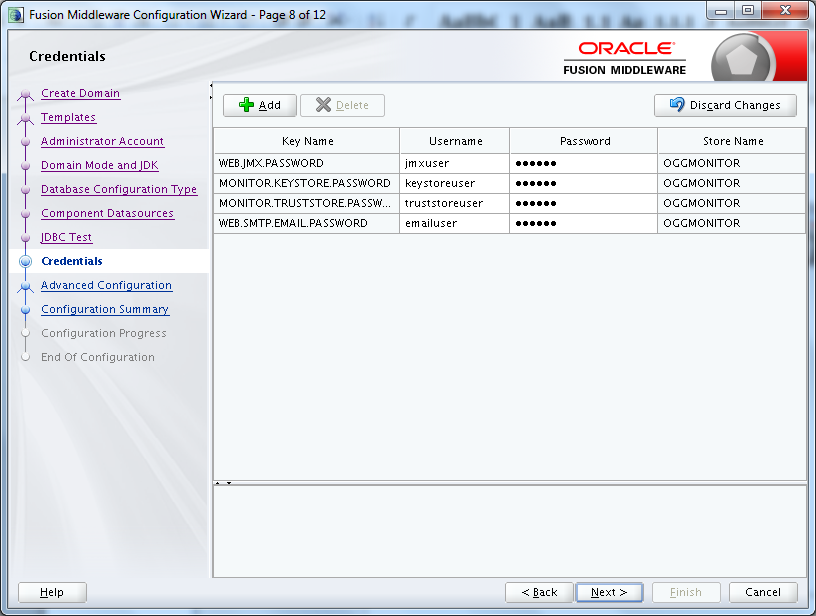 Fusion Middleware Configuration Wizard - Page 8 of 12
Credentials
ORACLE®
FUSION MIDDLEWARE
Create Domain
Templates
Administrator Account
Domain Mode and JDK
Database Configuration Type
Component Datasources
JDBC Test
Credentials
Advanced Configuration
Configuration Summary
Configuration Progress
End Of Configuration
Add Delete Discard Changes
Key Name Username Password Store Name
WEB.JMX.PASSWORD jmxuser ●●●●●● OGGMONITOR
MONITOR.KEYSTORE.PASSWORD keystoreuser ●●●●●● OGGMONITOR
MONITOR.TRUSTSTORE.PASSW... truststoreuser ●●●●●● OGGMONITOR
WEB.SMTP.EMAIL.PASSWORD emailuser ●●●●●● OGGMONITOR
Help < Back Next > Finish Cancel